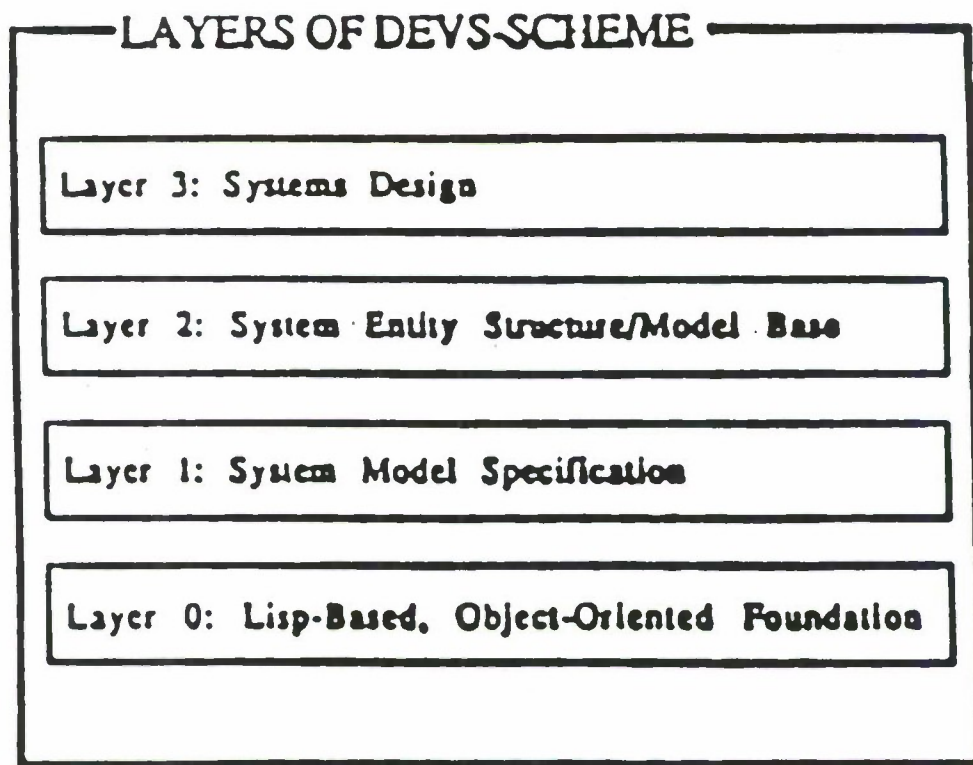 LAYERS OF DEVS-SCHEME
Layer 3: Systems Design
Layer 2: System Entity Structure/Model Base
Layer 1: System Model Specification
Layer 0: Lisp-Based, Object-Oriented Foundation